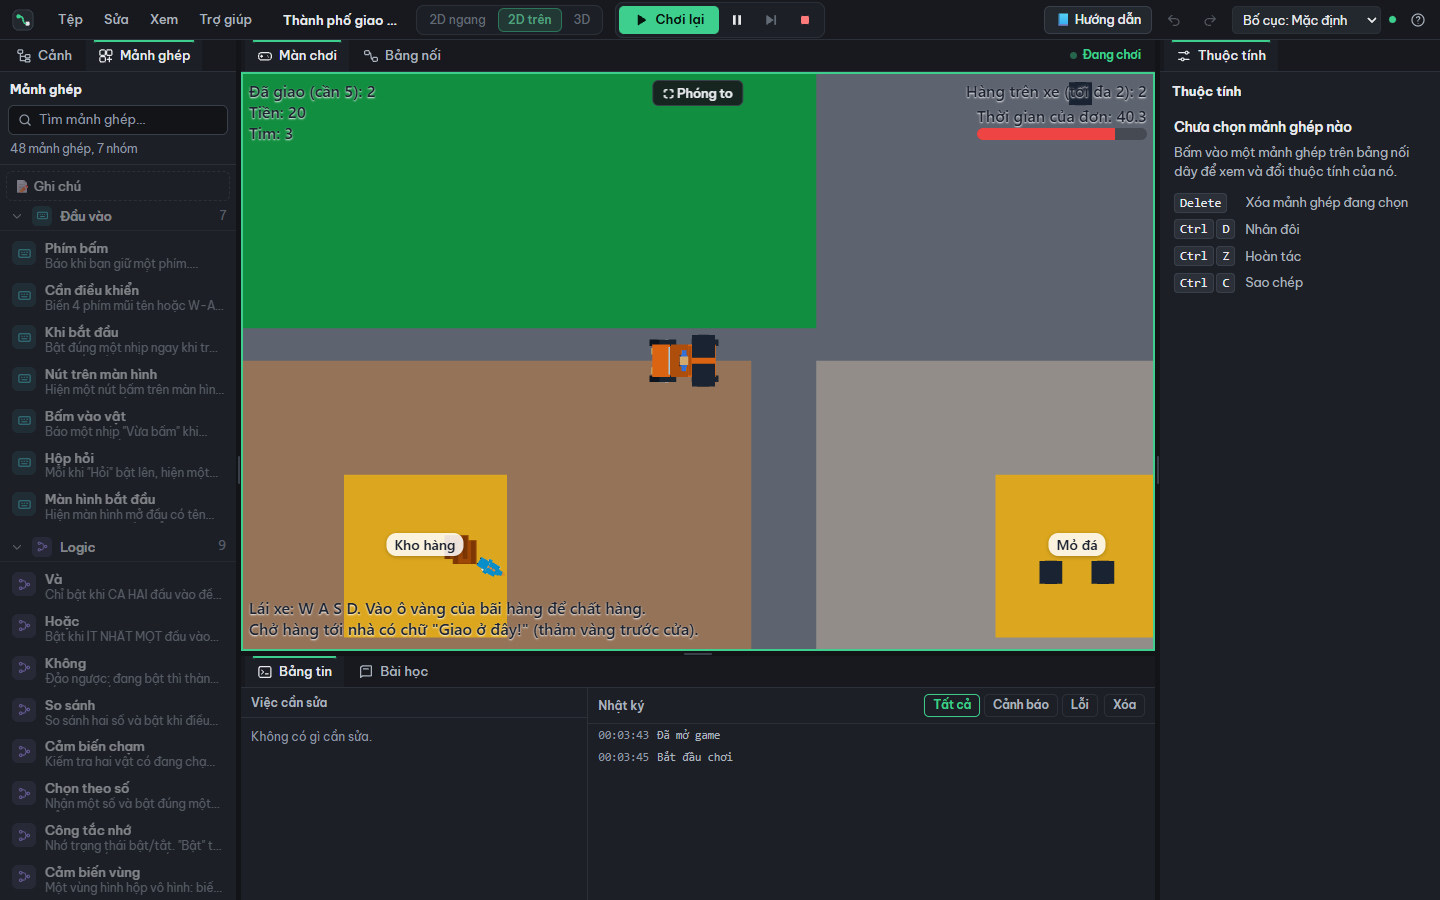 Tệp Sửa Xem Trợ giúp Thành phố giao ... 2D ngang 2D trên 3D Chơi lại Hướng dẫn Bố cục: Mặc định
Cảnh Mảnh ghép Màn chơi Bảng nối Đang chơi Thuộc tính
Mảnh ghép
Tìm mảnh ghép...
48 mảnh ghép, 7 nhóm
Ghi chú
Đầu vào 7
Phím bấm
Báo khi bạn giữ một phím....
Cần điều khiển
Biến 4 phím mũi tên hoặc W-A...
Khi bắt đầu
Bật đúng một nhịp ngay khi tr...
Nút trên màn hình
Hiện một nút bấm trên màn hìn...
Bấm vào vật
Báo một nhịp "Vừa bấm" khi...
Hộp hỏi
Mỗi khi "Hỏi" bật lên, hiện một...
Màn hình bắt đầu
Hiện màn hình mở đầu có tên...
Logic 9
Và
Chỉ bật khi CẢ HAI đầu vào đề...
Hoặc
Bật khi ÍT NHẤT MỘT đầu vào...
Không
Đảo ngược: đang bật thì thàn...
So sánh
So sánh hai số và bật khi điều...
Cảm biến chạm
Kiểm tra hai vật có đang chạ...
Chọn theo số
Nhận một số và bật đúng một...
Công tắc nhớ
Nhớ trạng thái bật/tắt. "Bật" t...
Cảm biến vùng
Một vùng hình hộp vô hình: biế...
Đã giao (cần 5): 2
Tiền: 20
Tim: 3
Phóng to
Hàng trên xe (tối đa 2): 2
Thời gian của đơn: 40.3
Kho hàng
Mỏ đá
Lái xe: W A S D. Vào ô vàng của bãi hàng để chất hàng.
Chở hàng tới nhà có chữ "Giao ở đây!" (thảm vàng trước cửa).
Bảng tin Bài học
Việc cần sửa
Không có gì cần sửa.
Nhật ký Tất cả Cảnh báo Lỗi Xóa
00:03:43 Đã mở game
00:03:45 Bắt đầu chơi
Thuộc tính
Chưa chọn mảnh ghép nào
Bấm vào một mảnh ghép trên bảng nối
dây để xem và đổi thuộc tính của nó.
Delete Xóa mảnh ghép đang chọn
Ctrl D Nhân đôi
Ctrl Z Hoàn tác
Ctrl C Sao chép